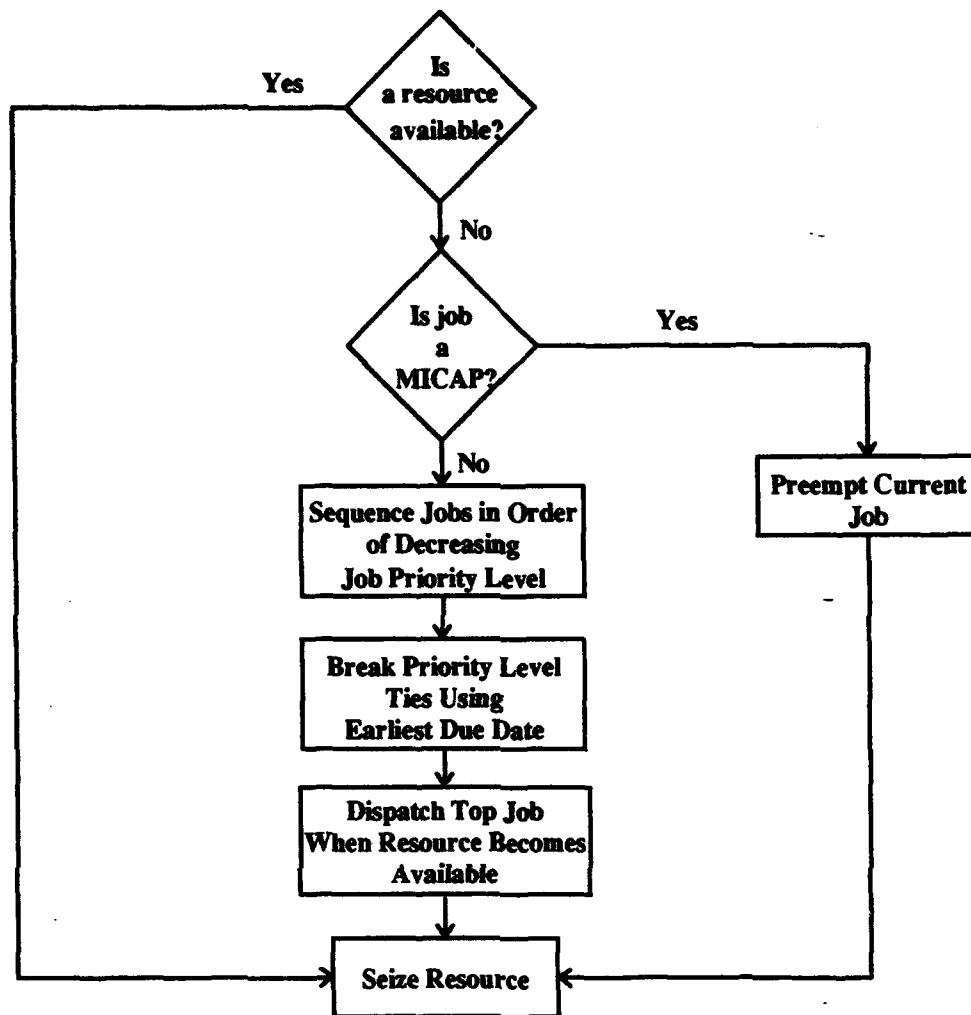 Is
a resource
available?
Yes
No
Is job
a
MICAP?
Yes
No
Preempt Current
Job
Sequence Jobs in Order
of Decreasing
Job Priority Level
Break Priority Level
Ties Using
Earliest Due Date
Dispatch Top Job
When Resource Becomes
Available
Seize Resource